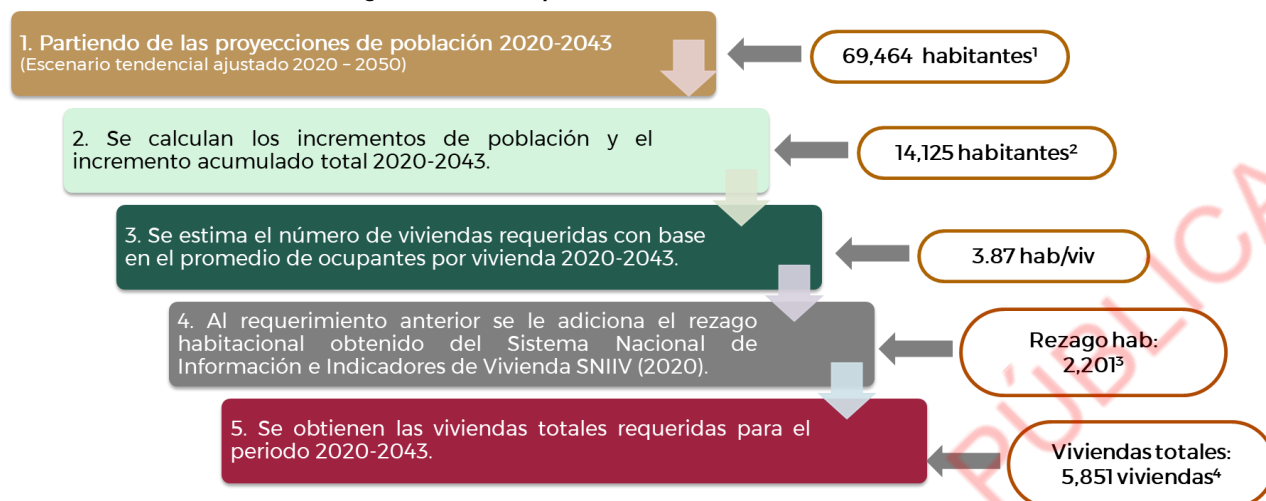 1. Partiendo de las proyecciones de población 2020-2043
(Escenario tendencial ajustado 2020 – 2050)
69,464 habitantes¹
2. Se calculan los incrementos de población y el
incremento acumulado total 2020-2043.
14,125 habitantes²
3. Se estima el número de viviendas requeridas con base
en el promedio de ocupantes por vivienda 2020-2043.
3.87 hab/viv
4. Al requerimiento anterior se le adiciona el rezago
habitacional obtenido del Sistema Nacional de
Información e Indicadores de Vivienda SNIIV (2020).
Rezago hab:
2,201³
5. Se obtienen las viviendas totales requeridas para el
periodo 2020-2043.
Viviendas totales:
5,851 viviendas⁴